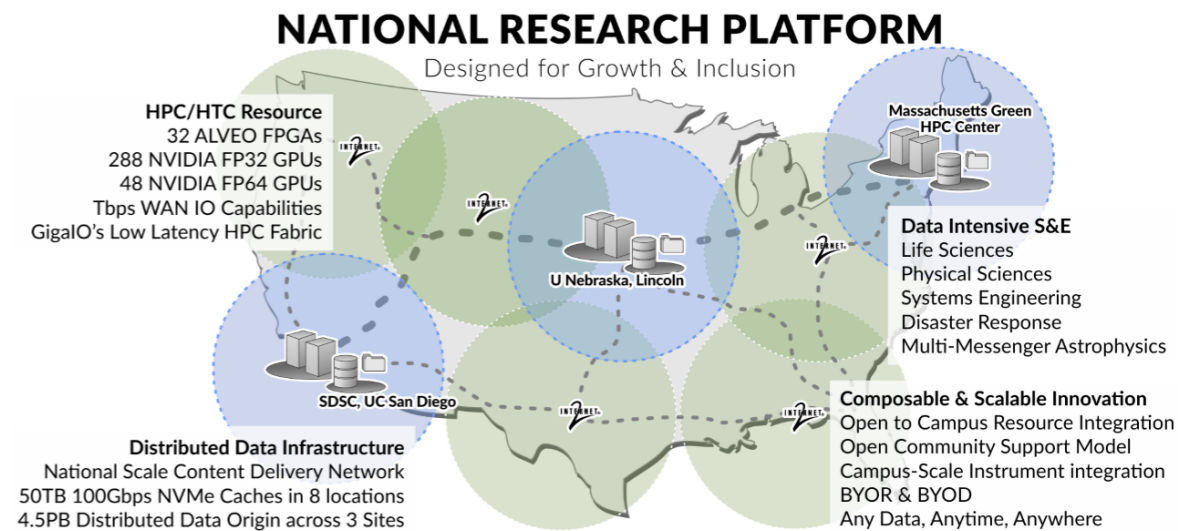 NATIONAL RESEARCH PLATFORM
Designed for Growth & Inclusion
HPC/HTC Resource
32 ALVEO FPGAs
288 NVIDIA FP32 GPUs
48 NVIDIA FP64 GPUs
Tbps WAN IO Capabilities
GigaIO's Low Latency HPC Fabric
INTERNET2
INTERNET2
Massachusetts Green
HPC Center
U Nebraska, Lincoln
INTERNET2
Data Intensive S&E
Life Sciences
Physical Sciences
Systems Engineering
Disaster Response
Multi-Messenger Astrophysics
SDSC, UC San Diego
INTERNET2
INTERNET2
Distributed Data Infrastructure
National Scale Content Delivery Network
50TB 100Gbps NVMe Caches in 8 locations
4.5PB Distributed Data Origin across 3 Sites
Composable & Scalable Innovation
Open to Campus Resource Integration
Open Community Support Model
Campus-Scale Instrument integration
BYOR & BYOD
Any Data, Anytime, Anywhere